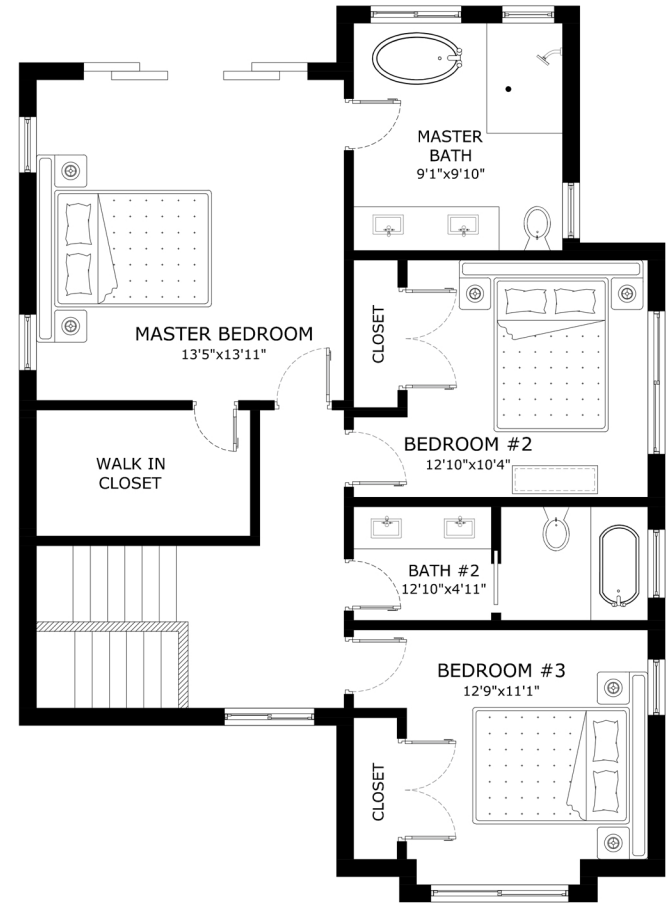 MASTER
BATH
9'1"x9'10"
MASTER BEDROOM
13'5"x13'11"
CLOSET
BEDROOM #2
12'10"x10'4"
WALK IN
CLOSET
BATH #2
12'10"x4'11"
BEDROOM #3
12'9"x11'1"
CLOSET